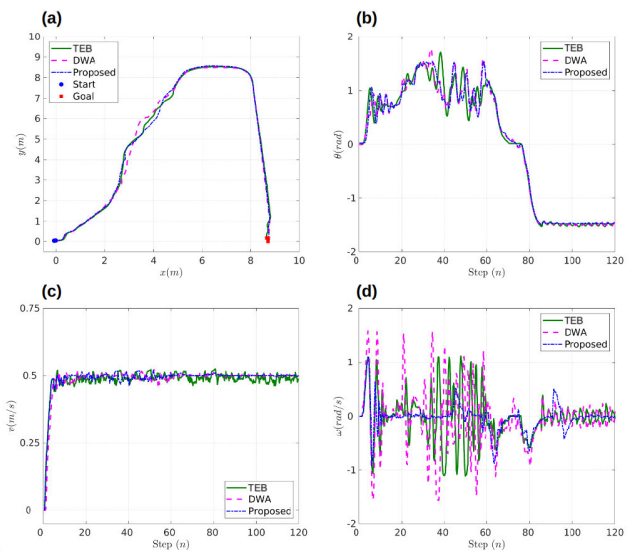 (a)
10
9
8
7
6
5
4
3
2
1
0
y(m)
TEB
DWA
Proposed
Start
Goal
0
2
4
6
8
10
x(m)
(b)
2
1
0
-1
-2
θ(rad)
TEB
DWA
Proposed
0
20
40
60
80
100
120
Step (n)
(c)
0.75
0.5
0.25
0
v(m/s)
TEB
DWA
Proposed
0
20
40
60
80
100
120
Step (n)
(d)
2
1
0
-1
-2
ω(rad/s)
TEB
DWA
Proposed
0
20
40
60
80
100
120
Step (n)